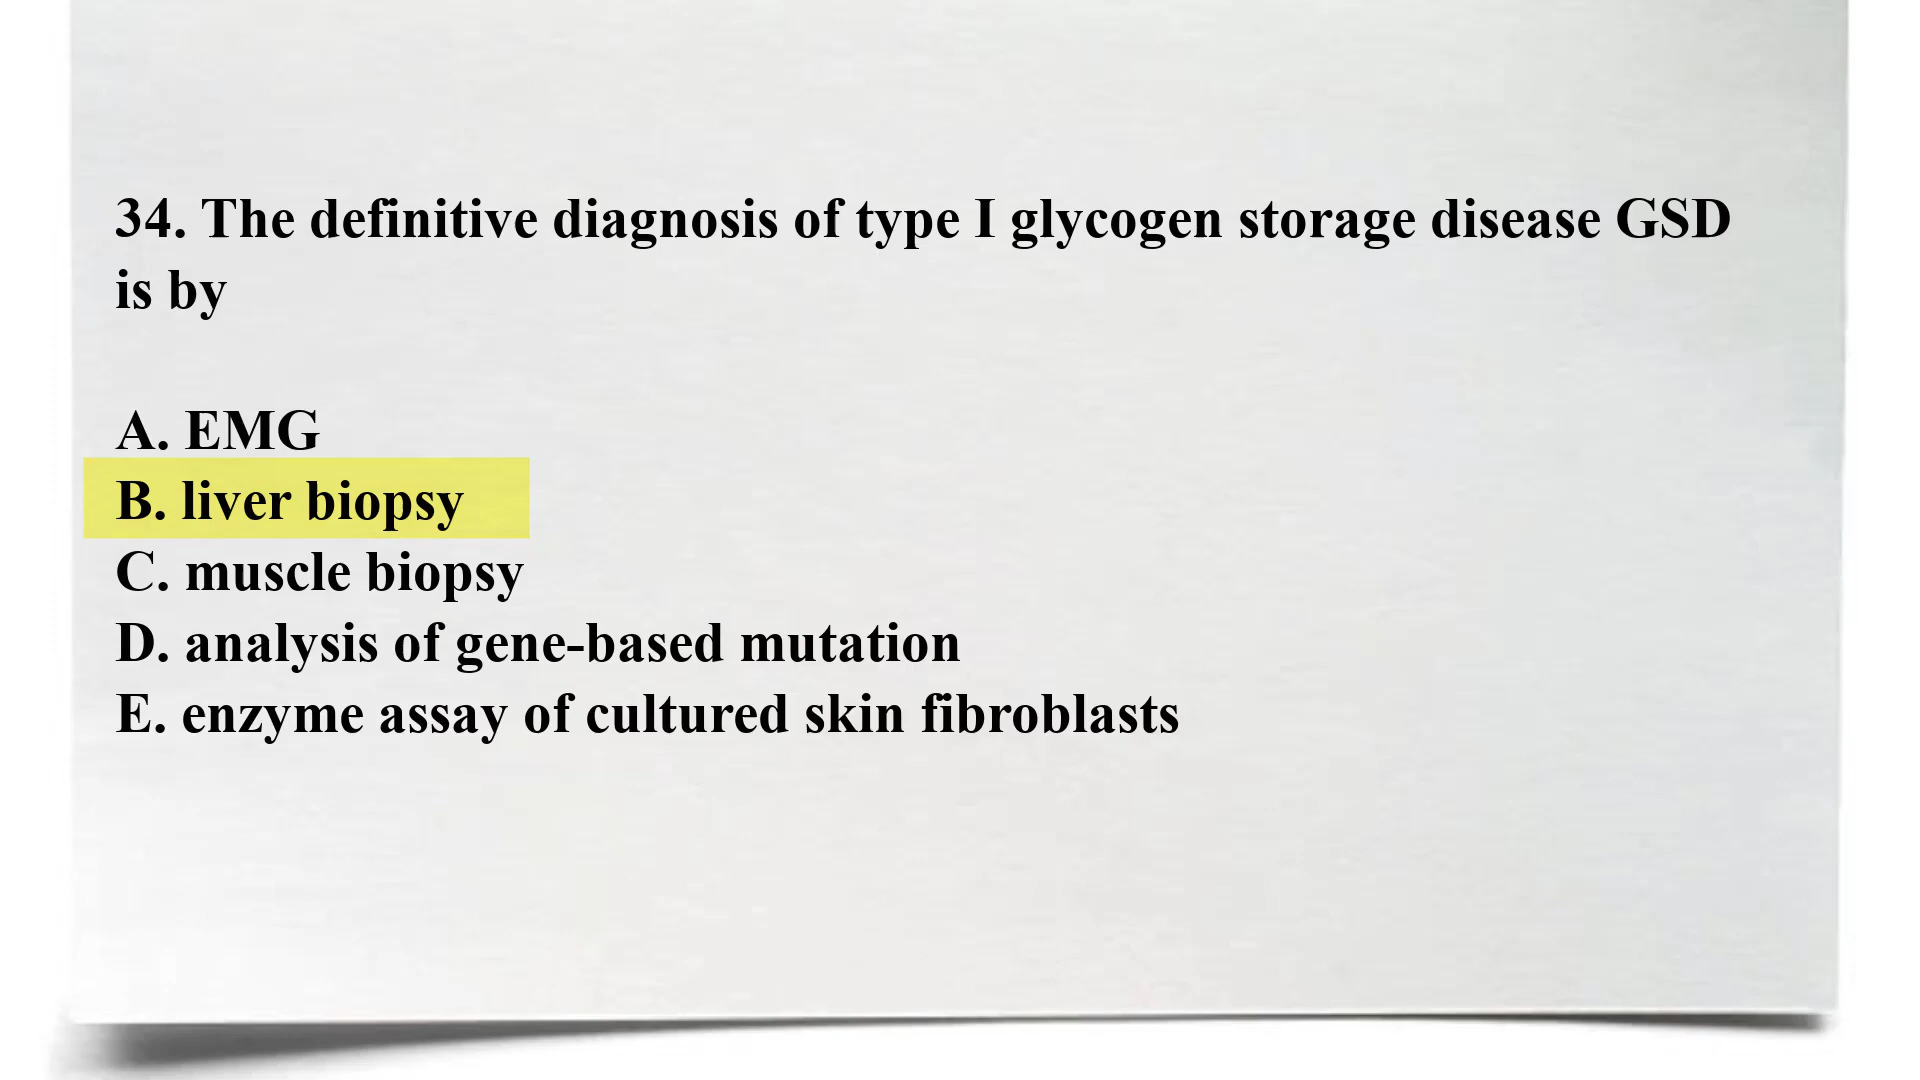 34. The definitive diagnosis of type I glycogen storage disease GSD
is by
A. EMG
B. liver biopsy
C. muscle biopsy
D. analysis of gene-based mutation
E. enzyme assay of cultured skin fibroblasts